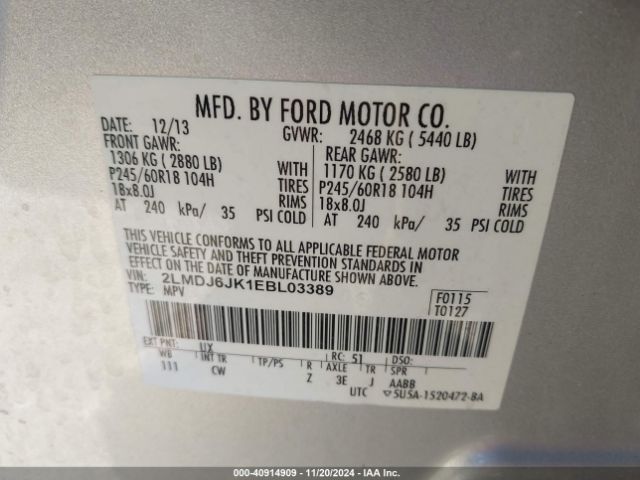 MFD. BY FORD MOTOR CO.
DATE: 12/13 GVWR: 2468 KG ( 5440 LB)
FRONT GAWR: REAR GAWR:
1306 KG ( 2880 LB) WITH 1170 KG ( 2580 LB) WITH
P245/60R18 104H TIRES P245/60R18 104H TIRES
18x8.0J RIMS 18x8.0J RIMS
AT 240 kPa/ 35 PSI COLD AT 240 kPa/ 35 PSI COLD
THIS VEHICLE CONFORMS TO ALL APPLICABLE FEDERAL MOTOR
VEHICLE SAFETY AND THEFT PREVENTION STANDARDS IN
EFFECT ON THE DATE OF MANUFACTURE SHOWN ABOVE.
VIN: 2LMDJ6JK1EBL03389
TYPE: MPV
F0115
T0127
EXT PNT: UX RC: 51 DSO:
WB INT TR TP/PS R AXLE TR SPR
111 CW Z 3E J AABB
UTC ▽5U5A-1520472-BA
000-40914909 - 11/20/2024 - IAA Inc.